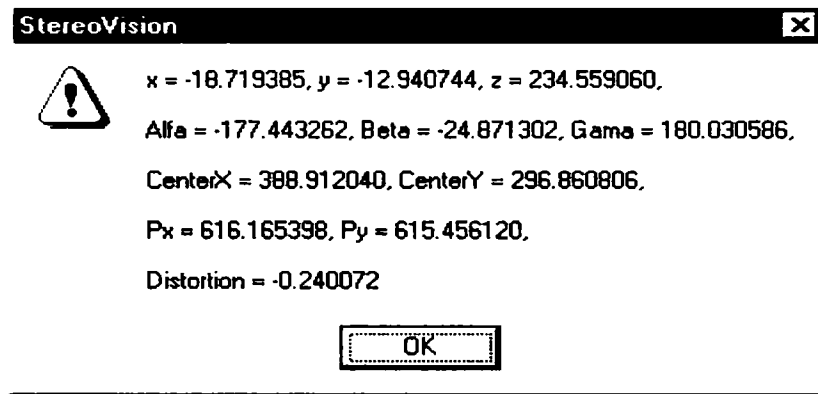 StereoVision
x = -18.719385, y = -12.940744, z = 234.559060,
Alfa = -177.443262, Beta = -24.871302, Gama = 180.030586,
CenterX = 388.912040, CenterY = 296.860806,
Px = 616.165398, Py = 615.456120,
Distortion = -0.240072
OK